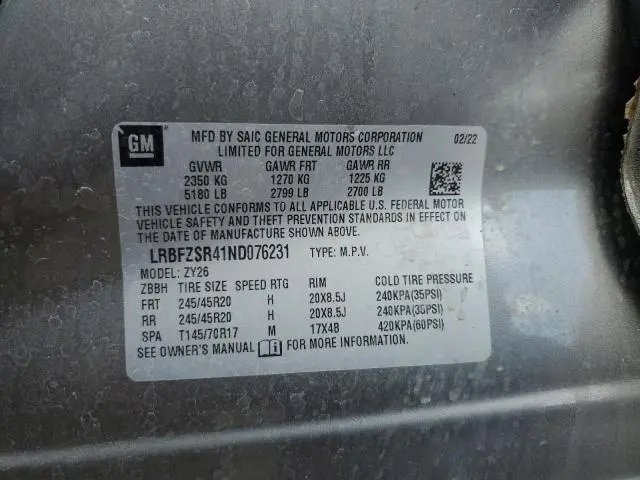 GM
MFD BY SAIC GENERAL MOTORS CORPORATION 02/22
LIMITED FOR GENERAL MOTORS LLC
GVWR GAWR FRT GAWR RR
2350 KG 1270 KG 1225 KG
5180 LB 2799 LB 2700 LB
THIS VEHICLE CONFORMS TO ALL APPLICABLE U.S. FEDERAL MOTOR
VEHICLE SAFETY AND THEFT PREVENTION STANDARDS IN EFFECT ON
DATE OF MANUFACTURE SHOWN ABOVE.
LRBFZSR41ND076231 TYPE: M.P.V.
MODEL: ZY26
ZBBH TIRE SIZE SPEED RTG RIM COLD TIRE PRESSURE
FRT 245/45R20 H 20X8.5J 240KPA(35PSI)
RR 245/45R20 H 20X8.5J 240KPA(35PSI)
SPA T145/70R17 M 17X4B 420KPA(60PSI)
SEE OWNER'S MANUAL FOR MORE INFORMATION.